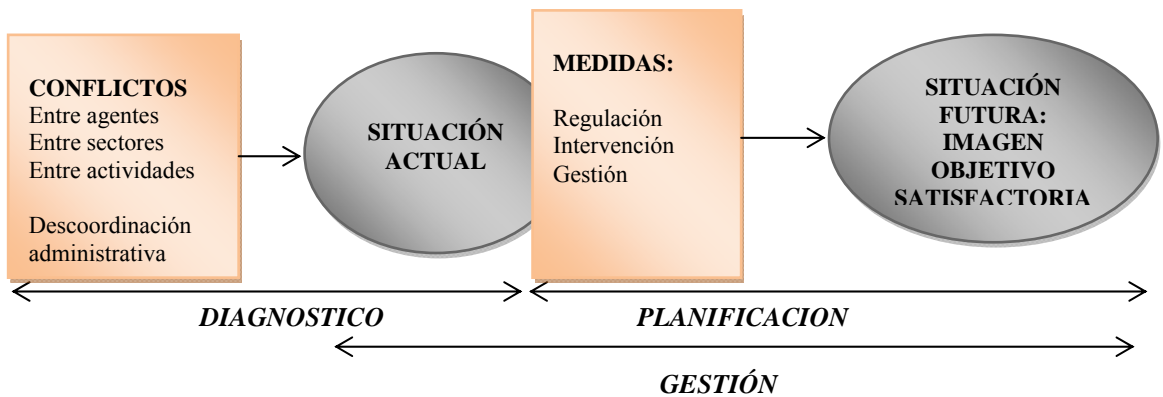 CONFLICTOS
Entre agentes
Entre sectores
Entre actividades
Descoordinación
administrativa
SITUACIÓN
ACTUAL
MEDIDAS:
Regulación
Intervención
Gestión
SITUACIÓN
FUTURA:
IMAGEN
OBJETIVO
SATISFACTORIA
DIAGNOSTICO
PLANIFICACION
GESTIÓN